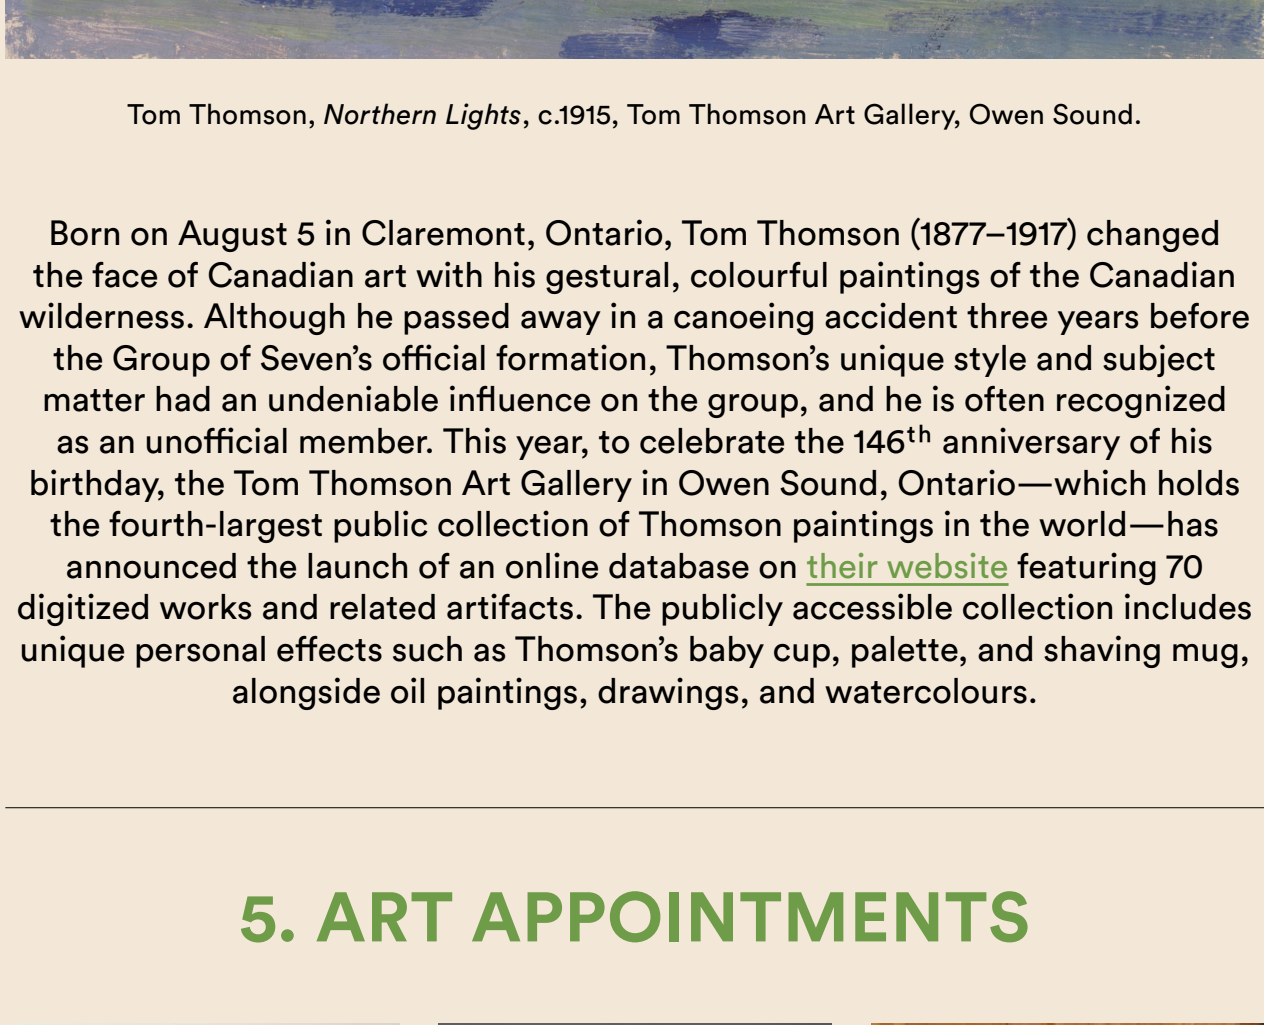 Tom Thomson, Northern Lights, c.1915, Tom Thomson Art Gallery, Owen Sound.
Born on August 5 in Claremont, Ontario, Tom Thomson (1877–1917) changed
the face of Canadian art with his gestural, colourful paintings of the Canadian
wilderness. Although he passed away in a canoeing accident three years before
the Group of Seven’s official formation, Thomson’s unique style and subject
matter had an undeniable influence on the group, and he is often recognized
as an unofficial member. This year, to celebrate the 146th anniversary of his
birthday, the Tom Thomson Art Gallery in Owen Sound, Ontario—which holds
the fourth-largest public collection of Thomson paintings in the world—has
announced the launch of an online database on their website featuring 70
digitized works and related artifacts. The publicly accessible collection includes
unique personal effects such as Thomson’s baby cup, palette, and shaving mug,
alongside oil paintings, drawings, and watercolours.
5. ART APPOINTMENTS